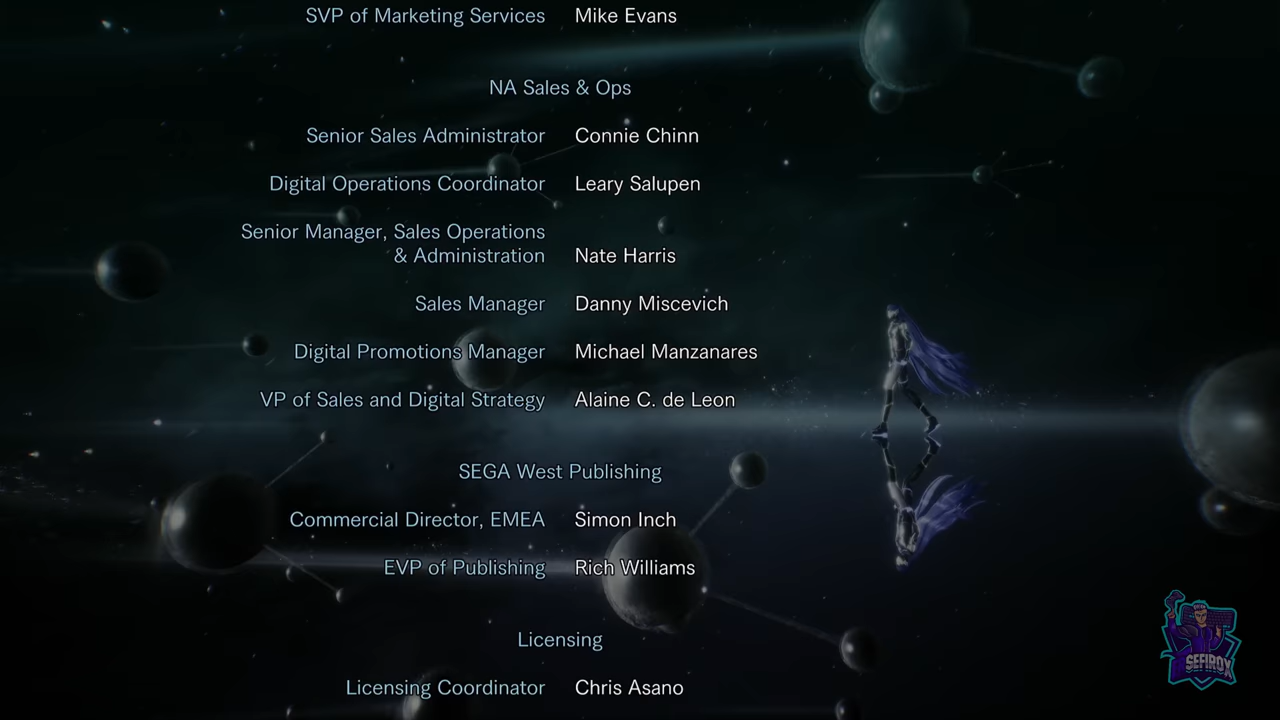 SVP of Marketing Services Mike Evans
NA Sales & Ops
Senior Sales Administrator Connie Chinn
Digital Operations Coordinator Leary Salupen
Senior Manager, Sales Operations
& Administration Nate Harris
Sales Manager Danny Miscevich
Digital Promotions Manager Michael Manzanares
VP of Sales and Digital Strategy Alaine C. de Leon
SEGA West Publishing
Commercial Director, EMEA Simon Inch
EVP of Publishing Rich Williams
Licensing
Licensing Coordinator Chris Asano
SEFIROX